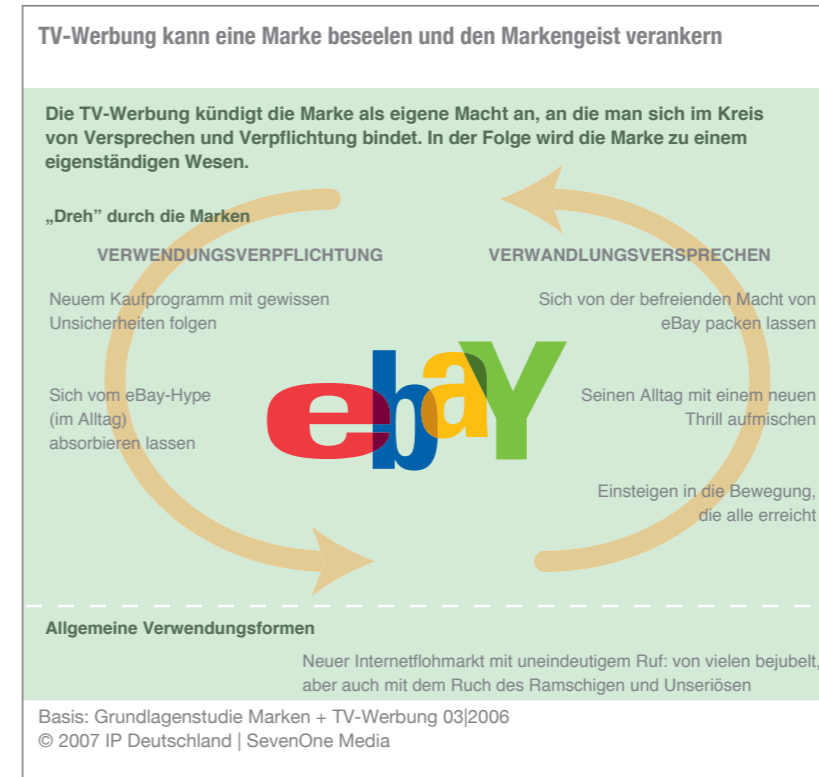 TV-Werbung kann eine Marke beseelen und den Markengeist verankern
Die TV-Werbung kündigt die Marke als eigene Macht an, an die man sich im Kreis
von Versprechen und Verpflichtung bindet. In der Folge wird die Marke zu einem
eigenständigen Wesen.
„Dreh” durch die Marken
VERWENDUNGSVERPFLICHTUNG
Neuem Kaufprogramm mit gewissen
Unsicherheiten folgen
Sich vom eBay-Hype
(im Alltag)
absorbieren lassen
ebaY
VERWANDLUNGSVERSPRECHEN
Sich von der befreienden Macht von
eBay packen lassen
Seinen Alltag mit einem neuen
Thrill aufmischen
Einsteigen in die Bewegung,
die alle erreicht
Allgemeine Verwendungsformen
Neuer Internetflohmarkt mit uneindeutigem Ruf: von vielen bejubelt,
aber auch mit dem Ruch des Ramschigen und Unseriösen
Basis: Grundlagenstudie Marken + TV-Werbung 03|2006
© 2007 IP Deutschland | SevenOne Media